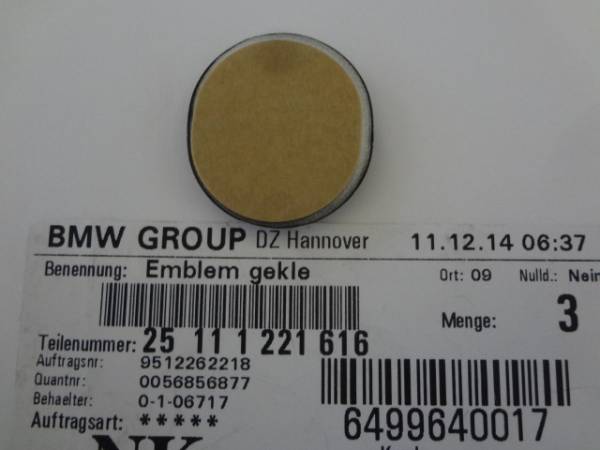 BMW GROUP DZ Hannover 11.12.14 06:37
Benennung: Emblem gekle Ort: 09 Nulld.: Nein
Menge: 3
Teilenummer: 25 11 1 221 616
Auftragsnr: 9512262218
Quantnr: 0056856877
Behaelter: 0-1-06717
Auftragsart: *****
6499640017
NK